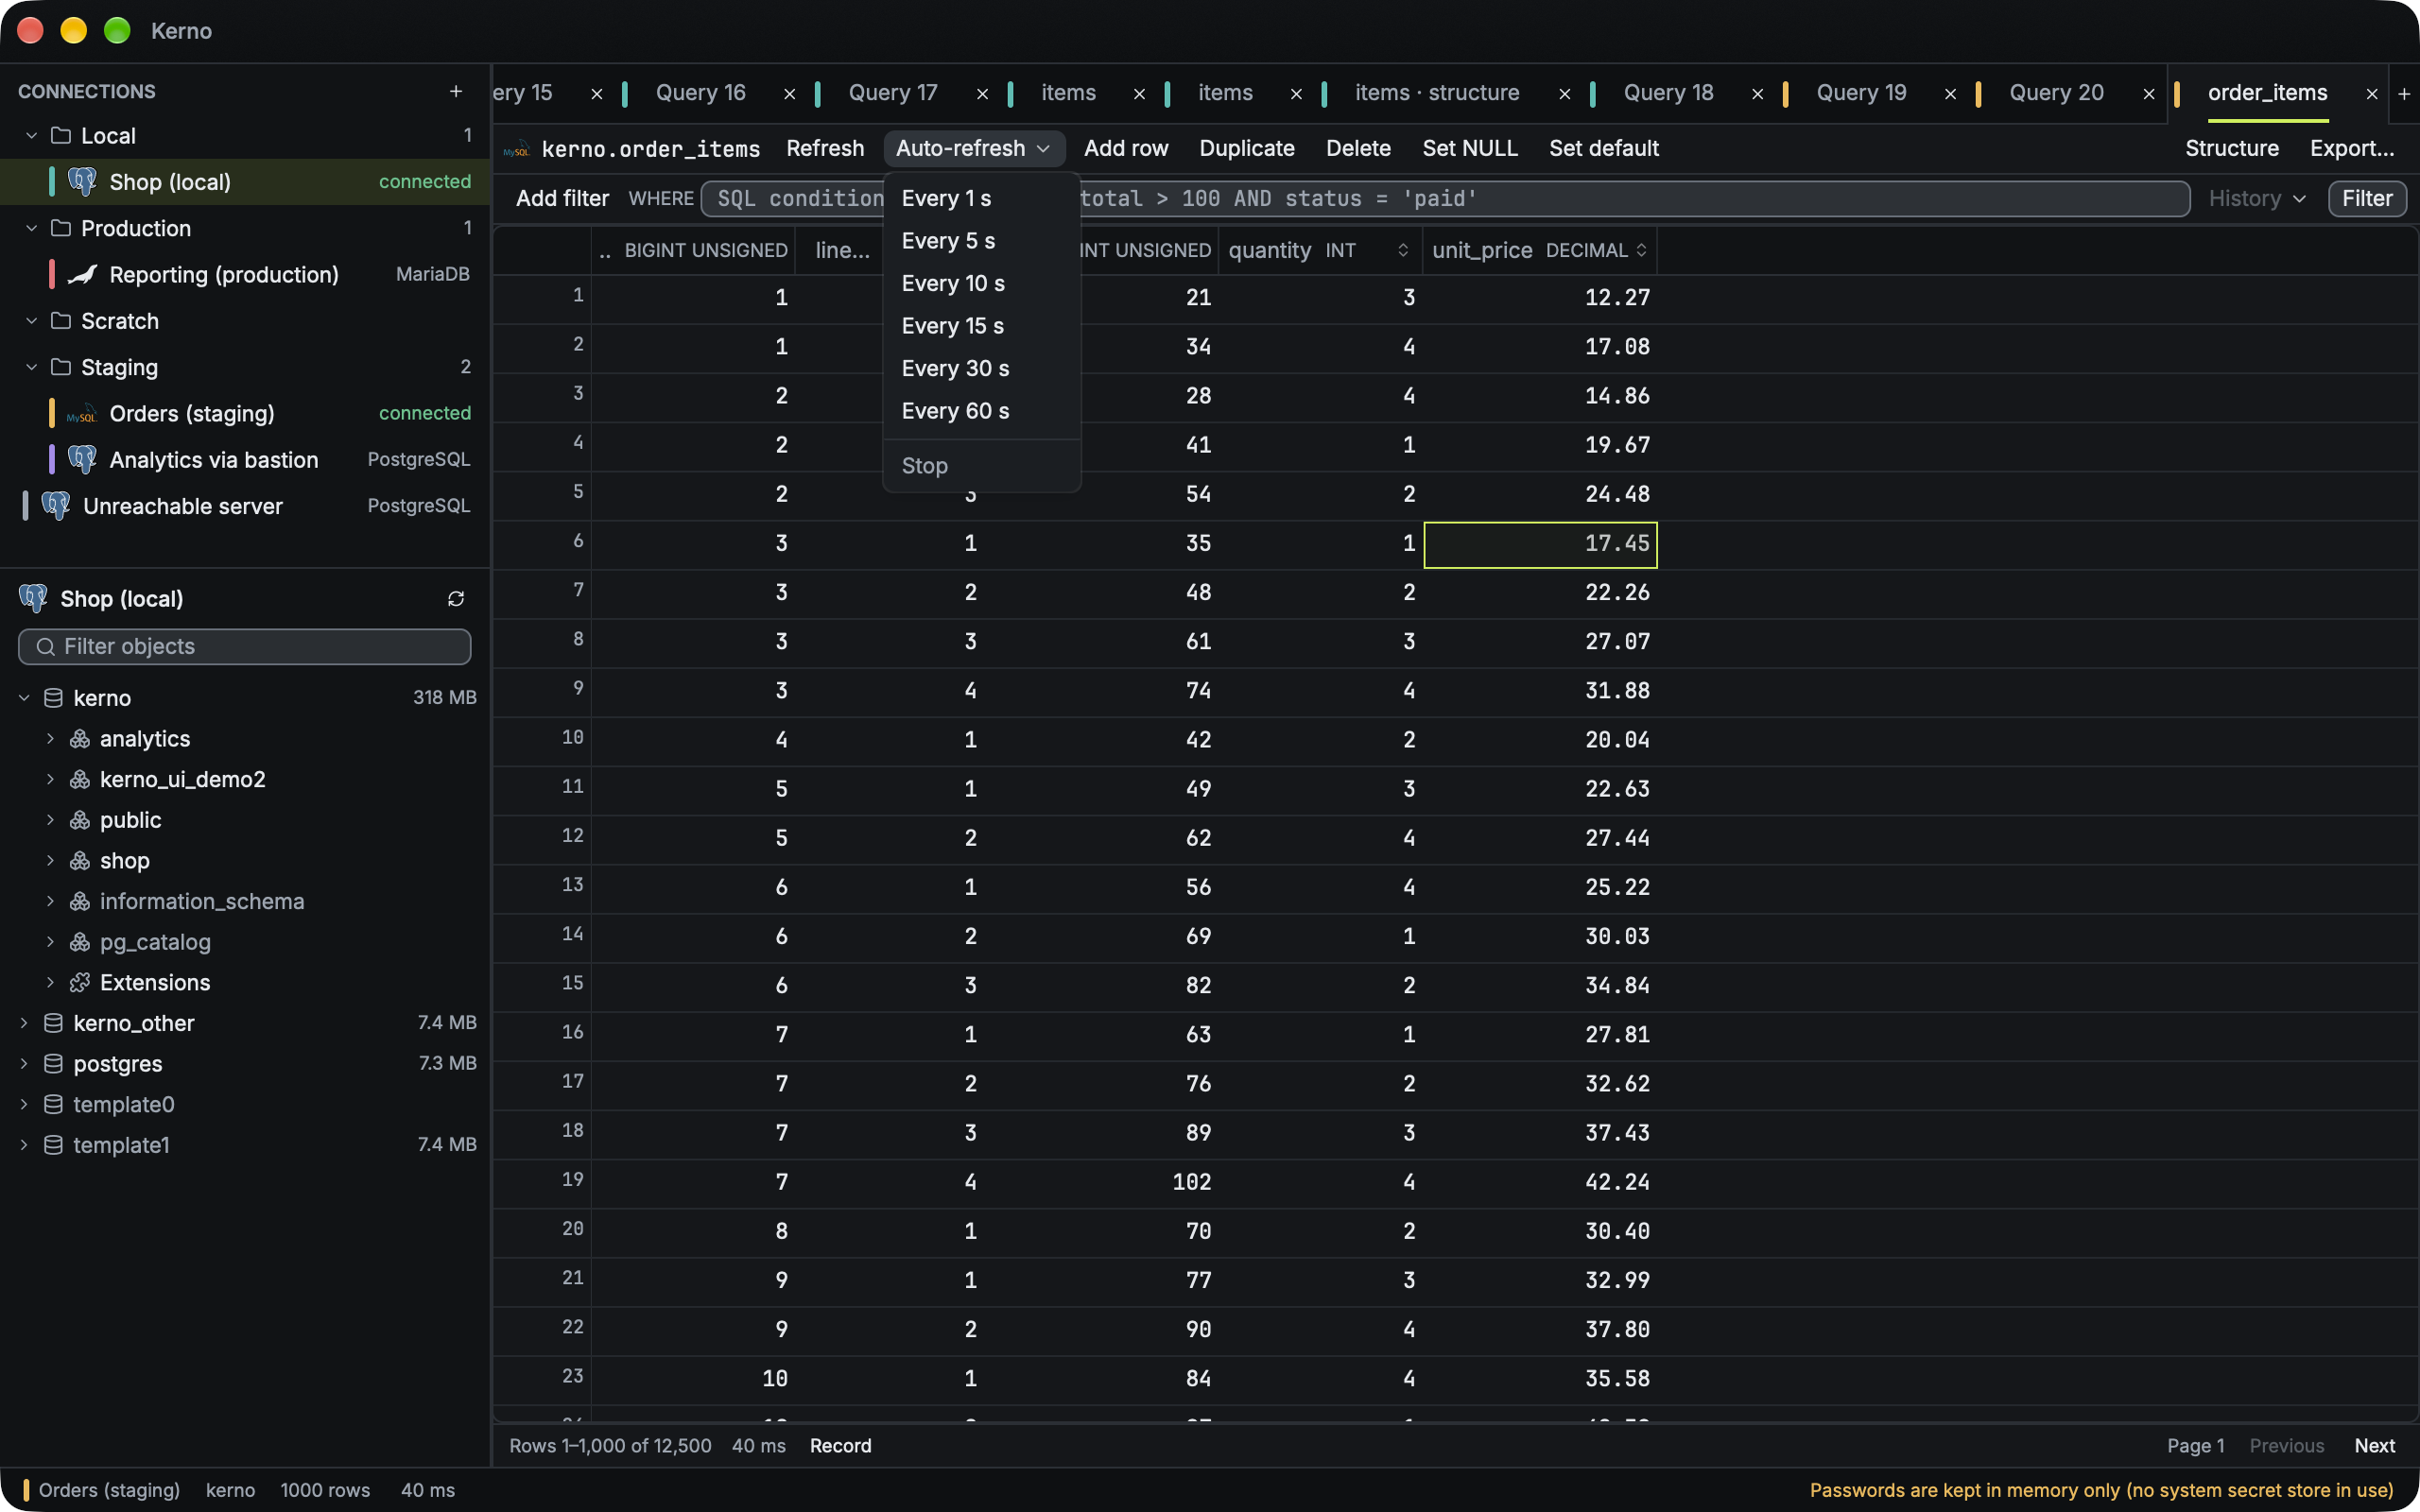 Kerno
CONNECTIONS +
Local 1
Shop (local) connected
Production 1
Reporting (production) MariaDB
Scratch
Staging 2
MySQL Orders (staging) connected
Analytics via bastion PostgreSQL
Unreachable server PostgreSQL
Shop (local)
Filter objects
kerno 318 MB
analytics
kerno_ui_demo2
public
shop
information_schema
pg_catalog
Extensions
kerno_other 7.4 MB
postgres 7.3 MB
template0
template1 7.4 MB
ery 15 × Query 16 × Query 17 × items × items × items · structure × Query 18 × Query 19 × Query 20 × order_items × +
MySQL kerno.order_items Refresh Auto-refresh Add row Duplicate Delete Set NULL Set default Structure Export...
Add filter WHERE SQL condition total > 100 AND status = 'paid' History Filter
Every 1 s
Every 5 s
Every 10 s
Every 15 s
Every 30 s
Every 60 s
Stop
.. BIGINT UNSIGNED line... INT UNSIGNED quantity INT unit_price DECIMAL
1 1 21 3 12.27
2 1 34 4 17.08
3 2 28 4 14.86
4 2 41 1 19.67
5 2 3 54 2 24.48
6 3 1 35 1 17.45
7 3 2 48 2 22.26
8 3 3 61 3 27.07
9 3 4 74 4 31.88
10 4 1 42 2 20.04
11 5 1 49 3 22.63
12 5 2 62 4 27.44
13 6 1 56 4 25.22
14 6 2 69 1 30.03
15 6 3 82 2 34.84
16 7 1 63 1 27.81
17 7 2 76 2 32.62
18 7 3 89 3 37.43
19 7 4 102 4 42.24
20 8 1 70 2 30.40
21 9 1 77 3 32.99
22 9 2 90 4 37.80
23 10 1 84 4 35.58
Rows 1–1,000 of 12,500 40 ms Record Page 1 Previous Next
Orders (staging) kerno 1000 rows 40 ms Passwords are kept in memory only (no system secret store in use)